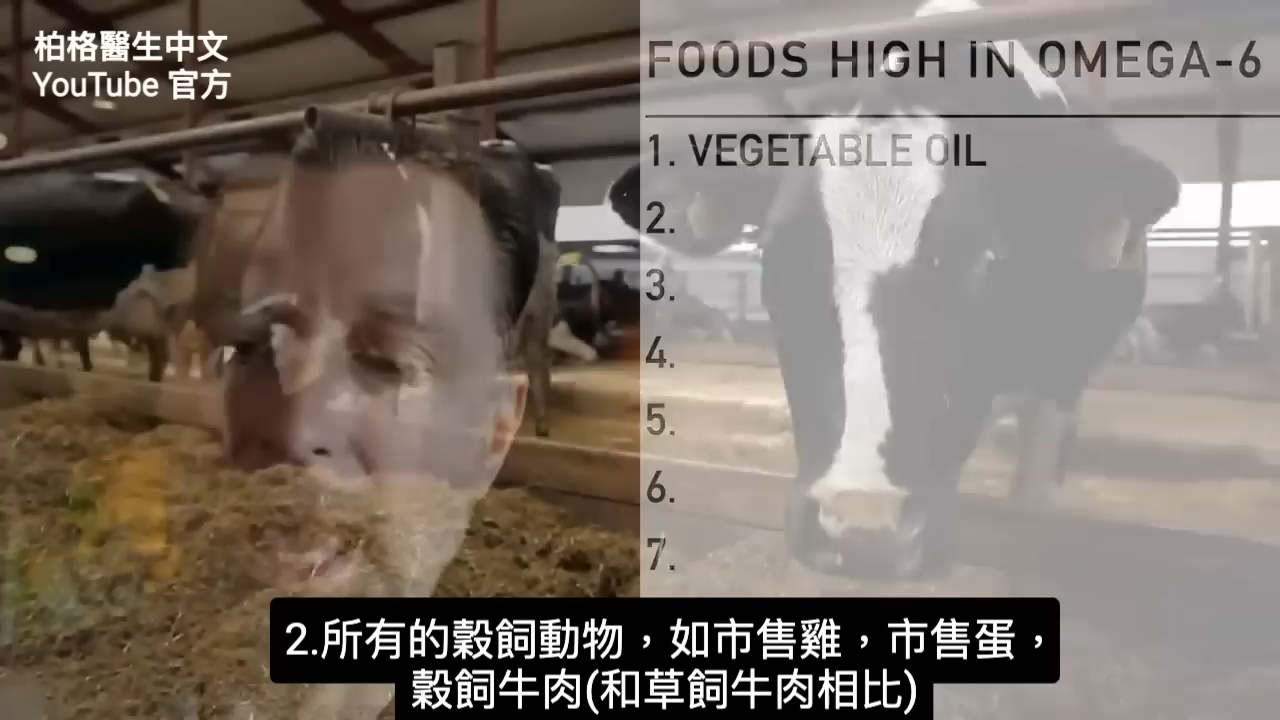 柏格醫生中文
YouTube 官方
FOODS HIGH IN OMEGA-6
1. VEGETABLE OIL
2.
3.
4.
5.
6.
7.
2.所有的穀飼動物，如市售雞，市售蛋，
穀飼牛肉(和草飼牛肉相比)